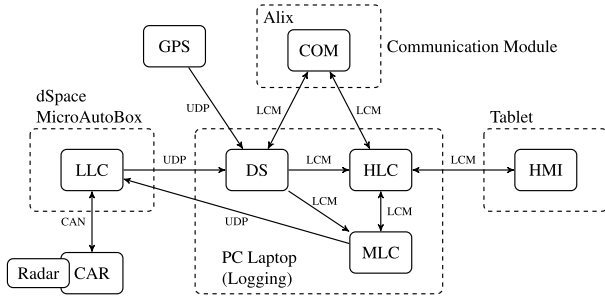 Alix
GPS
COM
Communication Module
dSpace
MicroAutoBox
UDP
LCM
LCM
Tablet
LLC
UDP
DS
LCM
HLC
LCM
HMI
LCM
LCM
CAN
UDP
MLC
PC Laptop
(Logging)
Radar
CAR